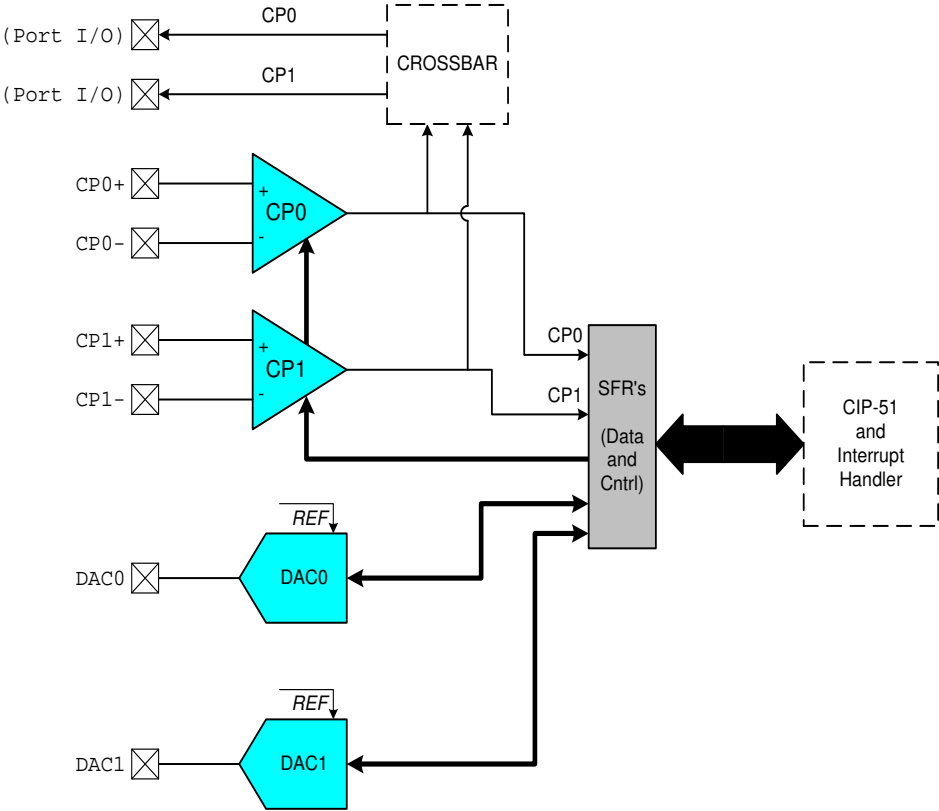 CP0
(Port I/O)
CROSSBAR
CP1
(Port I/O)
CP0+
+
CP0
CP0-
-
CP1+
+
CP1
CP1-
-
CP0
CP1
SFR's
(Data
and
Cntrl)
CIP-51
and
Interrupt
Handler
REF
DAC0
DAC0
REF
DAC1
DAC1